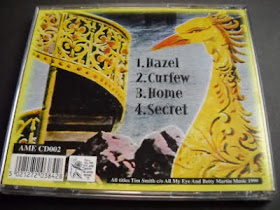 1.Hazel
2.Curfew
3.Home
4.Secret
AME CD002
All titles Tim Smith c/o All My Eye And Betty Martin Music 1996